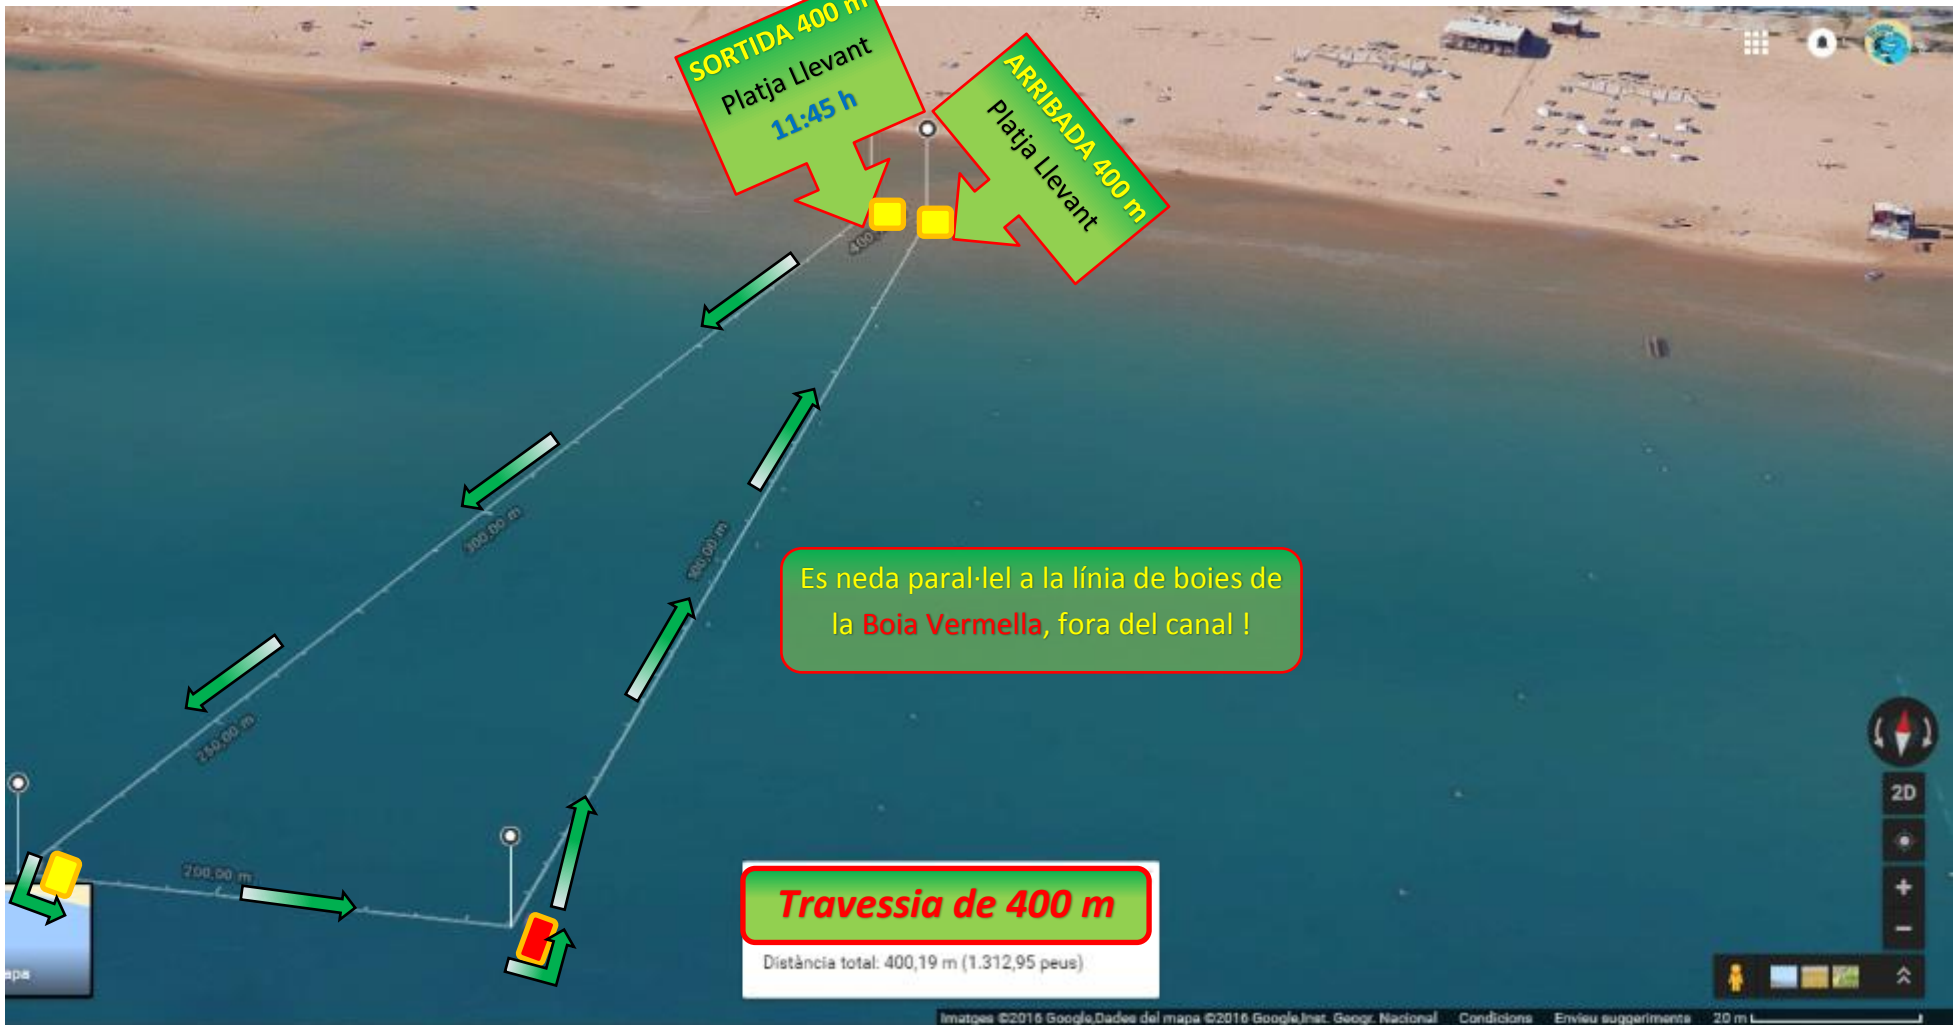 SORTIDA 400 m
Platja Llevant
11:45 h
ARRIBADA 400 m
Platja Llevant
400,
300,00 m
100,00 m
Es neda paral·lel a la línia de boies de
la Boia Vermella, fora del canal !
250,00 m
200,00 m
2D
Travessia de 400 m
Distància total: 400,19 m (1.312,95 peus)
apa
Imatges ©2016 Google,Dades del mapa ©2016 Google,Inst. Geogr. Nacional Condicions Envieu suggeriments 20 m